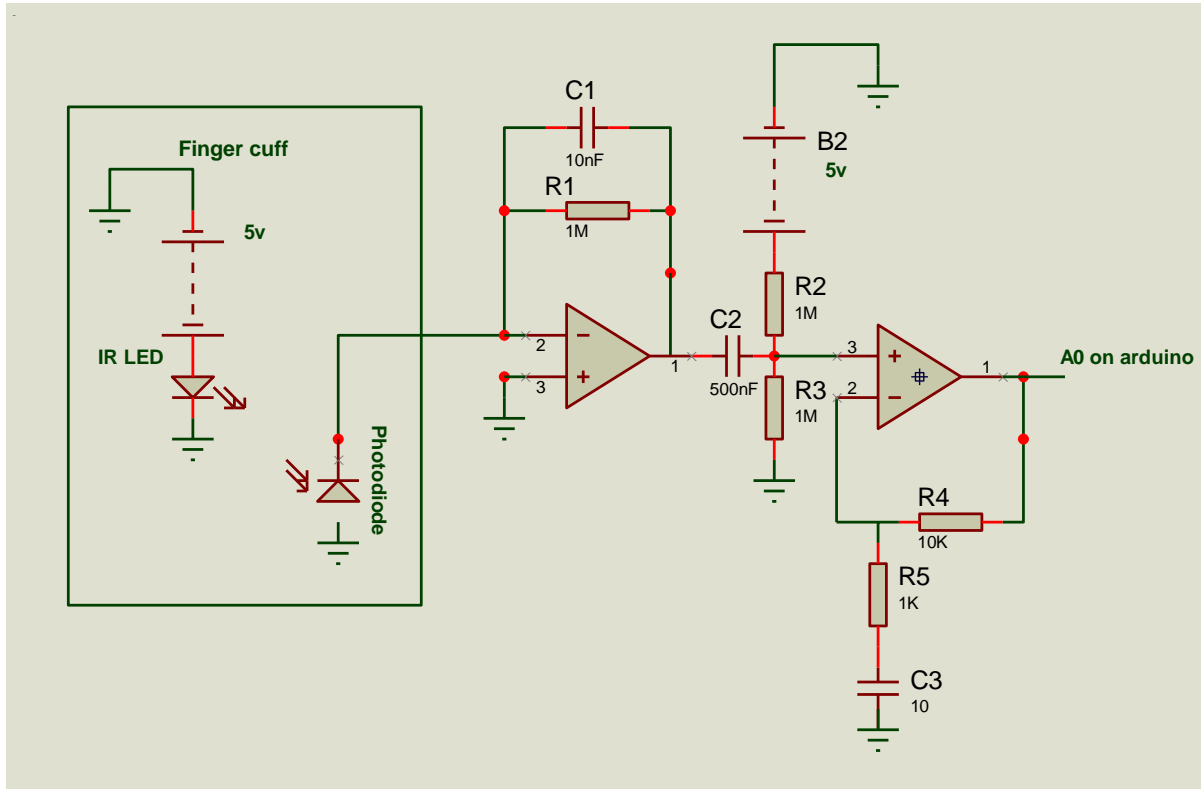 Finger cuff
5v
IR LED
Photodiode
C1
10nF
R1
1M
2
3
1
C2
500nF
B2
5v
R2
1M
R3
1M
3
2
1
A0 on arduino
R4
10K
R5
1K
C3
10